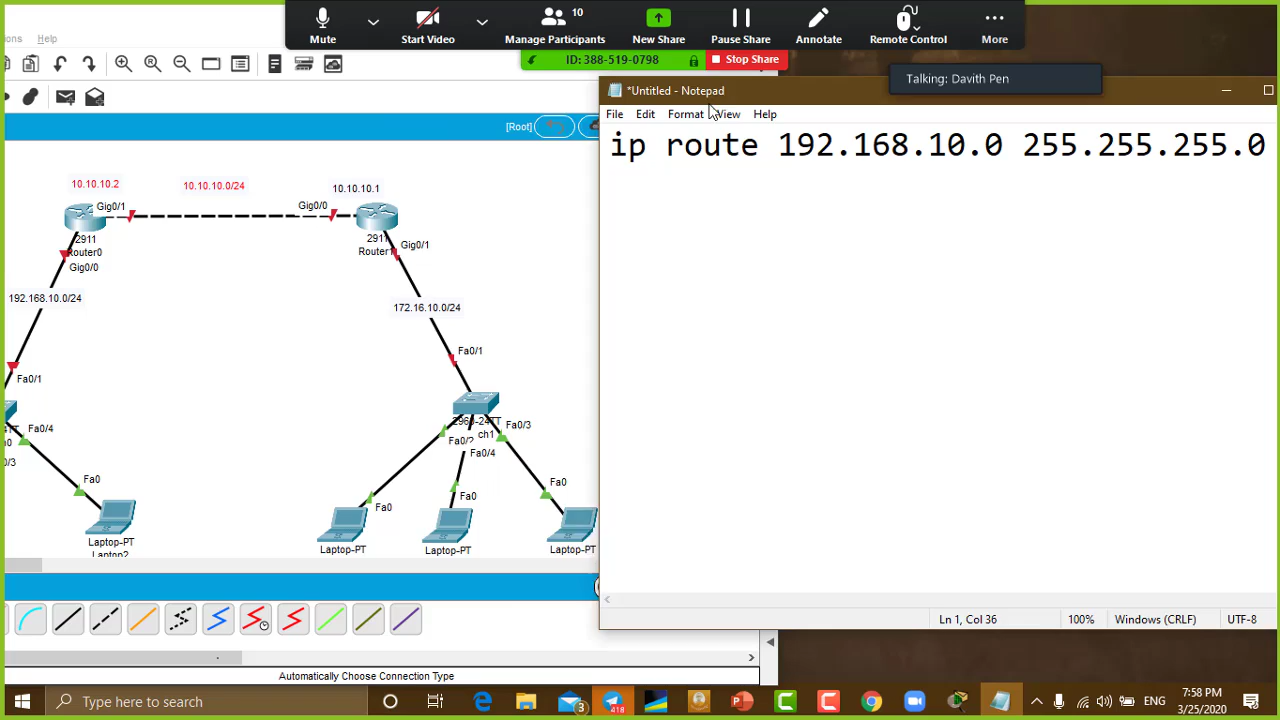 Mute
Start Video
10
Manage Participants
New Share
Pause Share
Annotate
Remote Control
More
ID: 388-519-0798
Stop Share
Talking: Davith Pen
ions Help
[Root]
*Untitled - Notepad
File Edit Format View Help
ip route 192.168.10.0 255.255.255.0
10.10.10.2
10.10.10.0/24
10.10.10.1
Gig0/1
Gig0/0
2911
Router0
Gig0/0
2911
Router1
Gig0/1
192.168.10.0/24
172.16.10.0/24
Fa0/1
Fa0/1
2960-24TT
ch1
Fa0/3
Fa0/2
Fa0/4
Fa0/4
Fa0
Fa0
Fa0
Fa0
Laptop-PT
Laptop2
Laptop-PT
Laptop-PT
Laptop-PT
Ln 1, Col 36
100%
Windows (CRLF)
UTF-8
Automatically Choose Connection Type
Type here to search
3
418
ENG
7:58 PM
3/25/2020